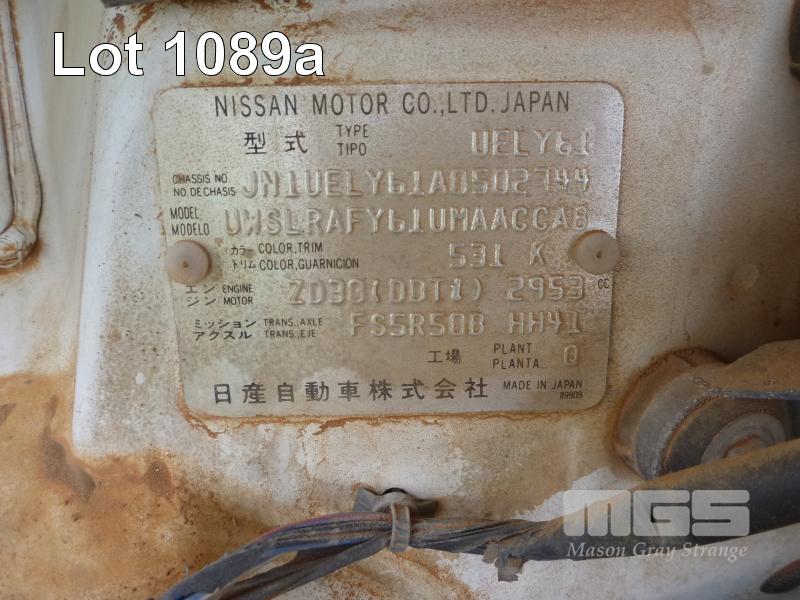 Lot 1089a
NISSAN MOTOR CO.,LTD. JAPAN
型式 TYPE TIPO UELY61
CHASSIS NO. NO. DE CHASIS JN1UELY61A0502744
MODEL MODELO UWSLRAFY61UMAACCAB
カラー トリム COLOR,TRIM COLOR,GUARNICION 531 K
エンジン ENGINE MOTOR ZD30(DDTI) 2953 CC
ミッション アクスル TRANS.,AXLE TRANS.,EJE FS5R50B HH41
工場 PLANT PLANTA 0
日産自動車株式会社 MADE IN JAPAN
89909
MGS
Mason Gray Strange